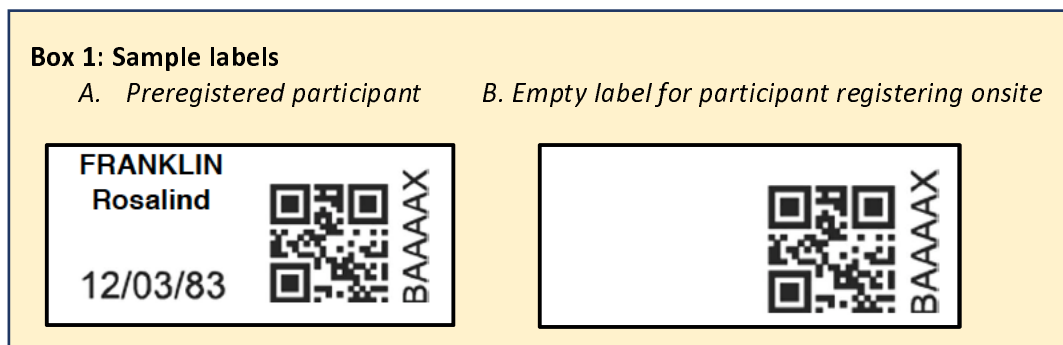 Box 1: Sample labels
A. Preregistered participant
B. Empty label for participant registering onsite
FRANKLIN
Rosalind
12/03/83
BAAAAX
BAAAAX